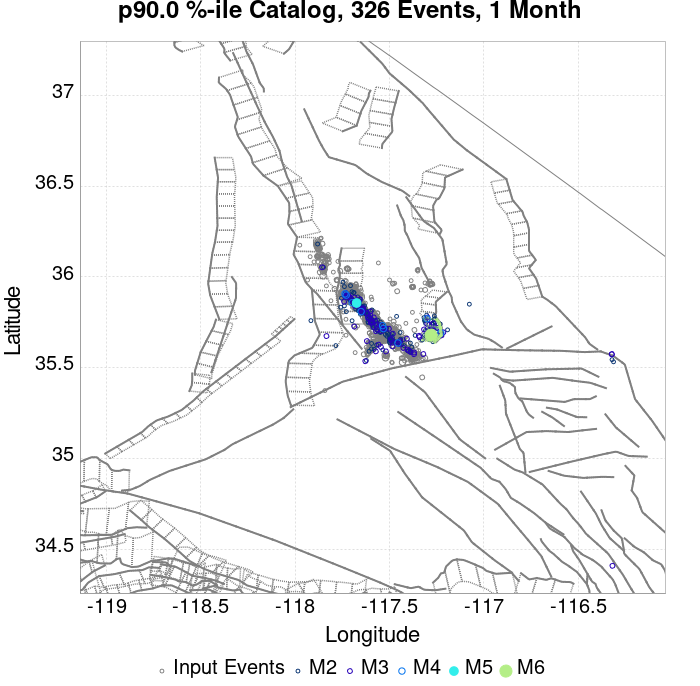 p90.0 %-ile Catalog, 326 Events, 1 Month
37
36.5
36
35.5
35
34.5
Latitude
-119 -118.5 -118 -117.5 -117 -116.5
Longitude
Input Events M2 M3 M4 M5 M6